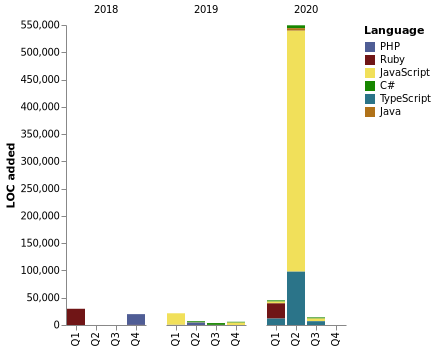 2018 2019 2020
Language
PHP
Ruby
JavaScript
C#
TypeScript
Java
LOC added
550,000
500,000
450,000
400,000
350,000
300,000
250,000
200,000
150,000
100,000
50,000
0
Q1 Q2 Q3 Q4 Q1 Q2 Q3 Q4 Q1 Q2 Q3 Q4